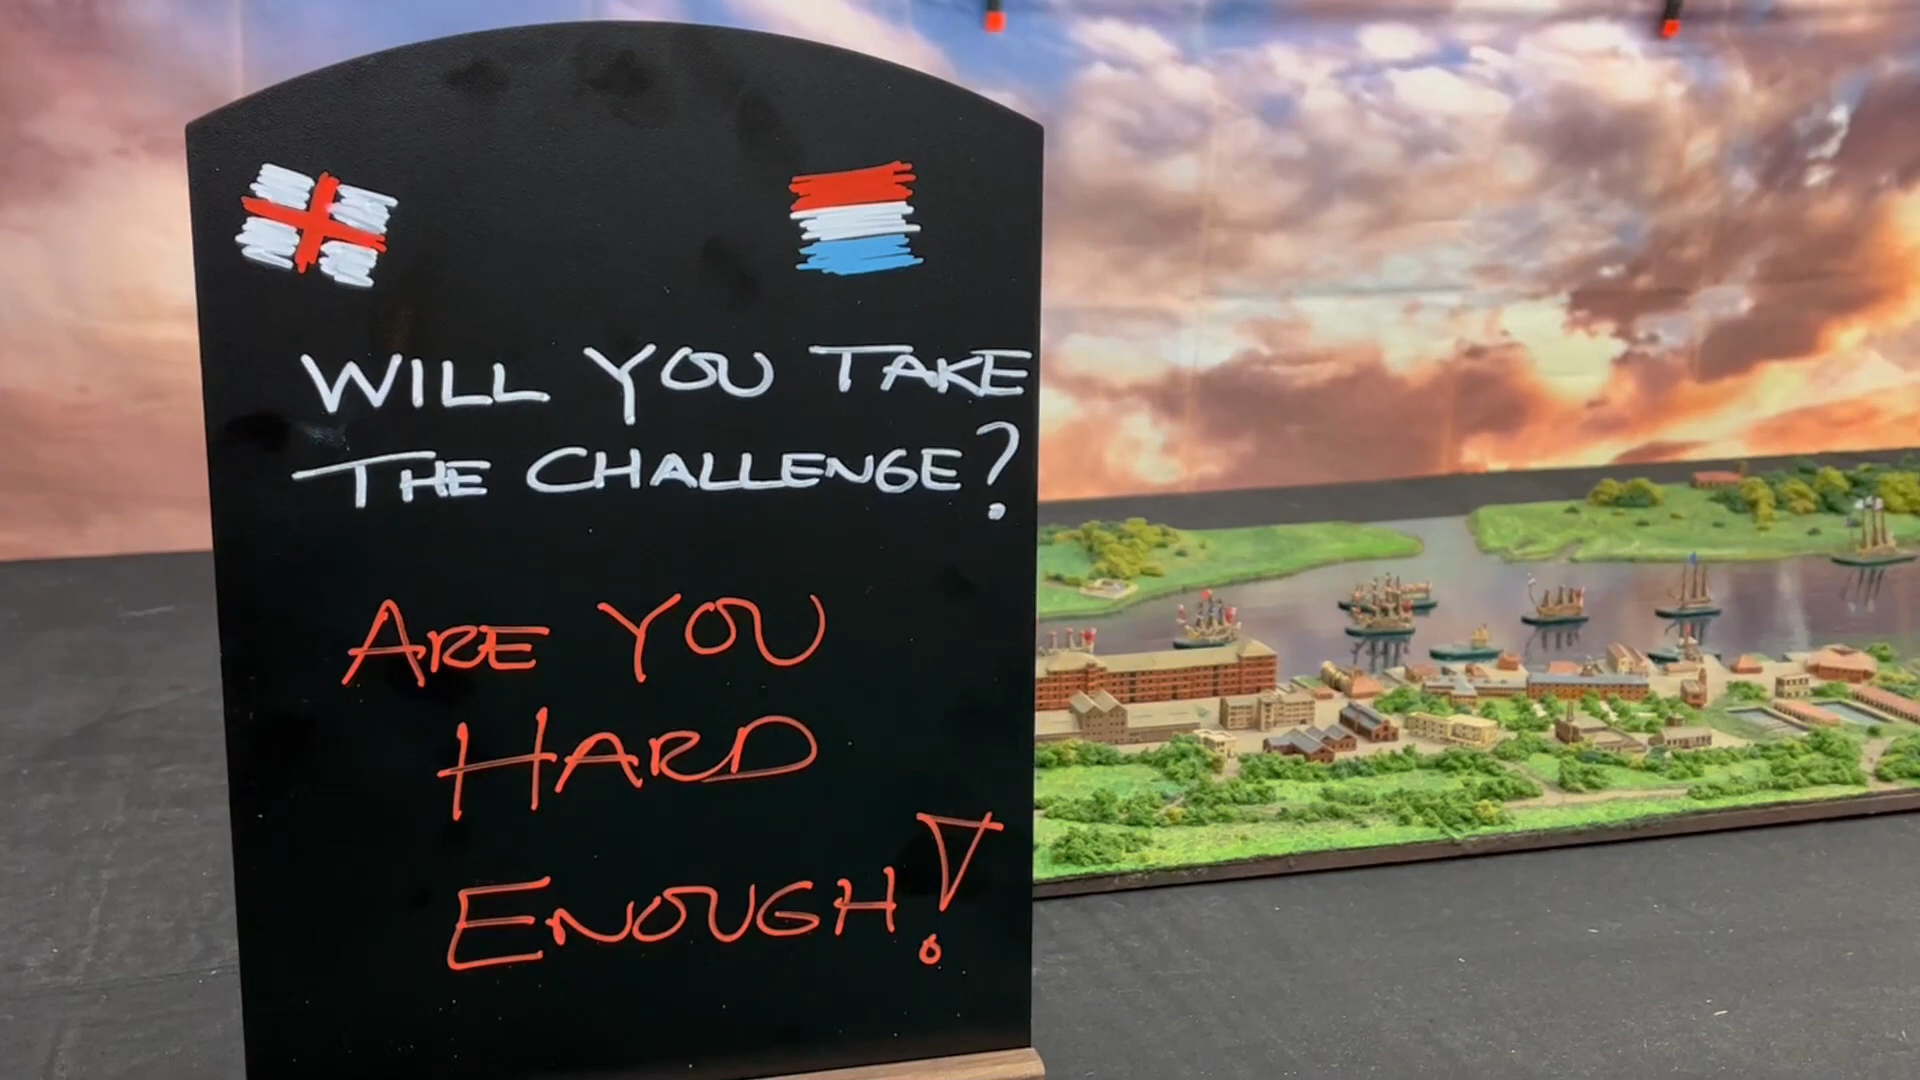 WILL YOU TAKE
THE CHALLENGE?
ARE YOU
HARD
ENOUGH!